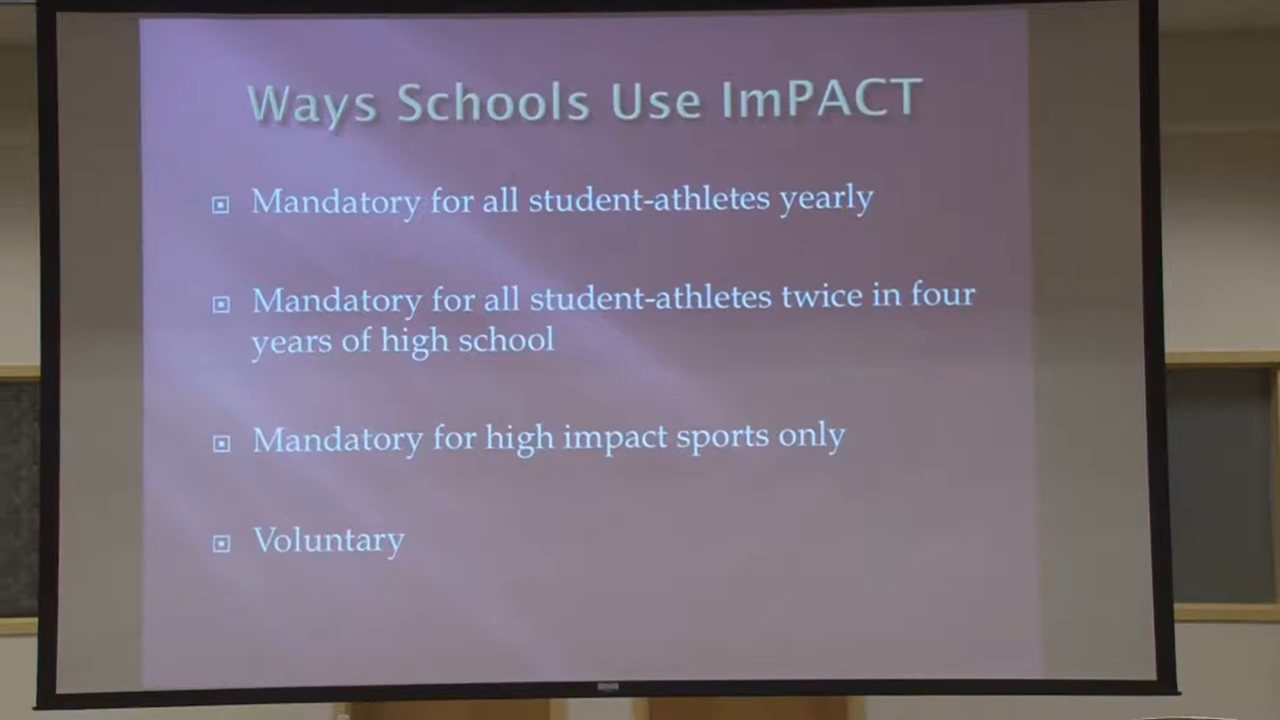 Ways Schools Use ImPACT
Mandatory for all student-athletes yearly
Mandatory for all student-athletes twice in four
years of high school
Mandatory for high impact sports only
Voluntary